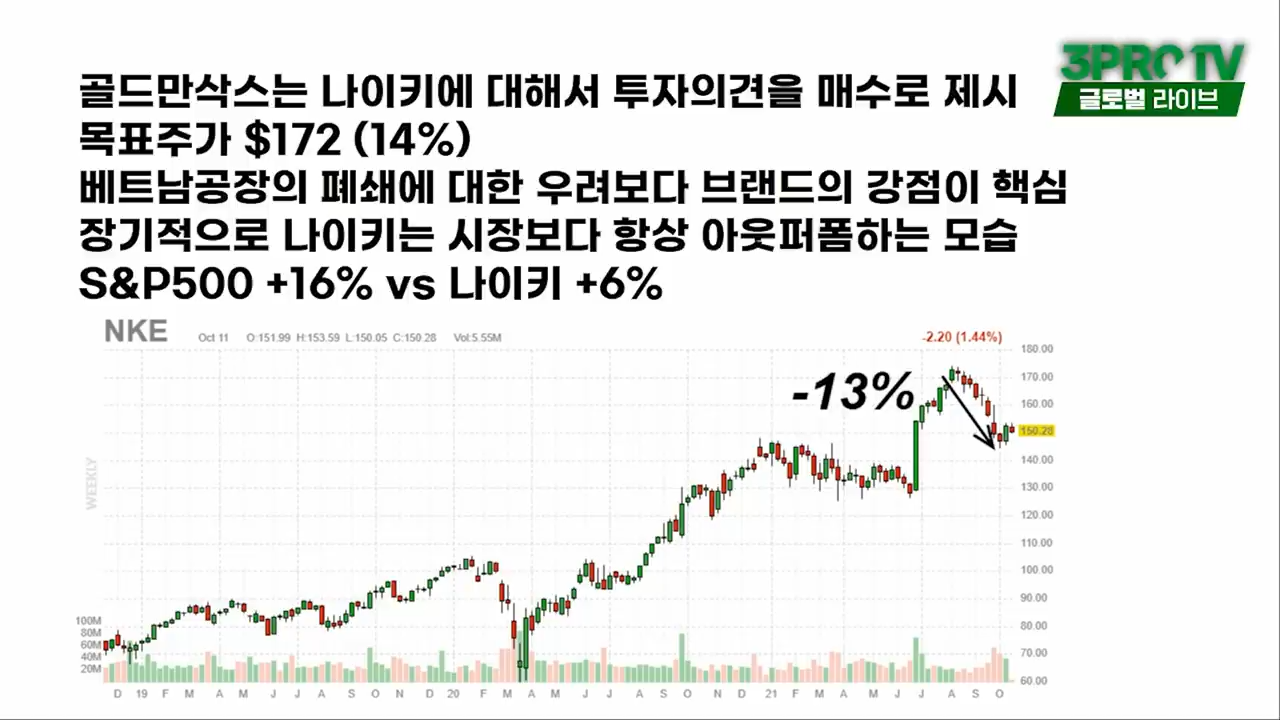 3PRO TV
글로벌 라이브
골드만삭스는 나이키에 대해서 투자의견을 매수로 제시
목표주가 $172 (14%)
베트남공장의 폐쇄에 대한 우려보다 브랜드의 강점이 핵심
장기적으로 나이키는 시장보다 항상 아웃퍼폼하는 모습
S&P500 +16% vs 나이키 +6%
NKE Oct 11 O:151.99 H:153.59 L:150.05 C:150.28 Vol:5.55M -2.20 (1.44%)
180.00
170.00
-13%
160.00
150.28
140.00
130.00
WEEKLY
120.00
110.00
100.00
90.00
80.00
70.00
60.00
100M
80M
60M
40M
20M
D 19 F M A M J J A S O N D 20 F M A M J J A S O N D 21 F M A M J J A S O